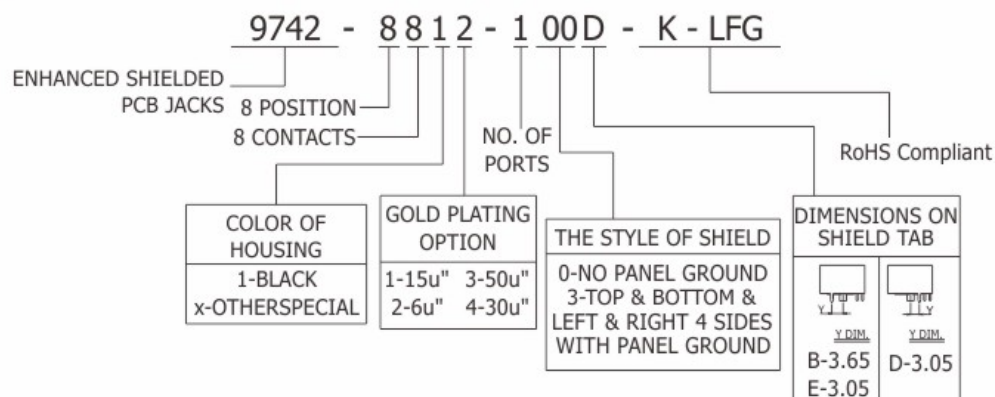 9742 - 8 8 1 2 - 1 00 D - K - LFG
ENHANCED SHIELDED
PCB JACKS
8 POSITION
8 CONTACTS
NO. OF
PORTS
RoHS Compliant
COLOR OF
HOUSING
1-BLACK
x-OTHERSPECIAL
GOLD PLATING
OPTION
1-15u" 3-50u"
2-6u" 4-30u"
THE STYLE OF SHIELD
0-NO PANEL GROUND
3-TOP & BOTTOM &
LEFT & RIGHT 4 SIDES
WITH PANEL GROUND
DIMENSIONS ON
SHIELD TAB
Y
Y DIM.
B-3.65
E-3.05
Y
Y DIM.
D-3.05